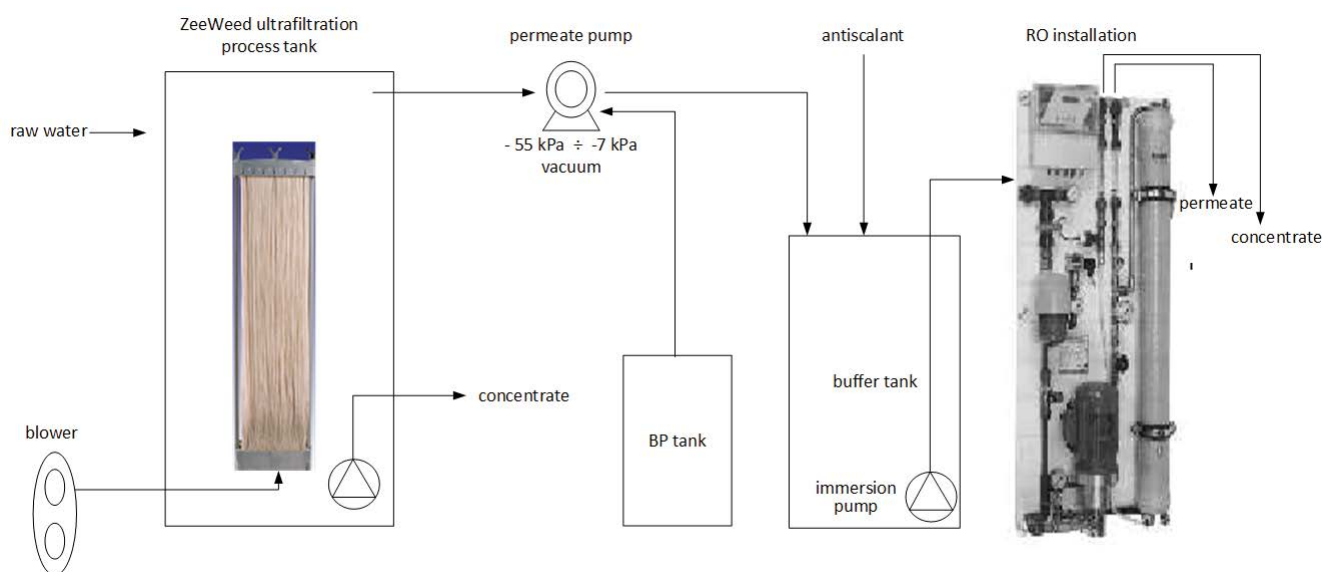 ZeeWeed ultrafiltration
process tank
permeate pump
antiscalant
RO installation
raw water
- 55 kPa ÷ -7 kPa
vacuum
permeate
concentrate
buffer tank
concentrate
blower
BP tank
immersion
pump